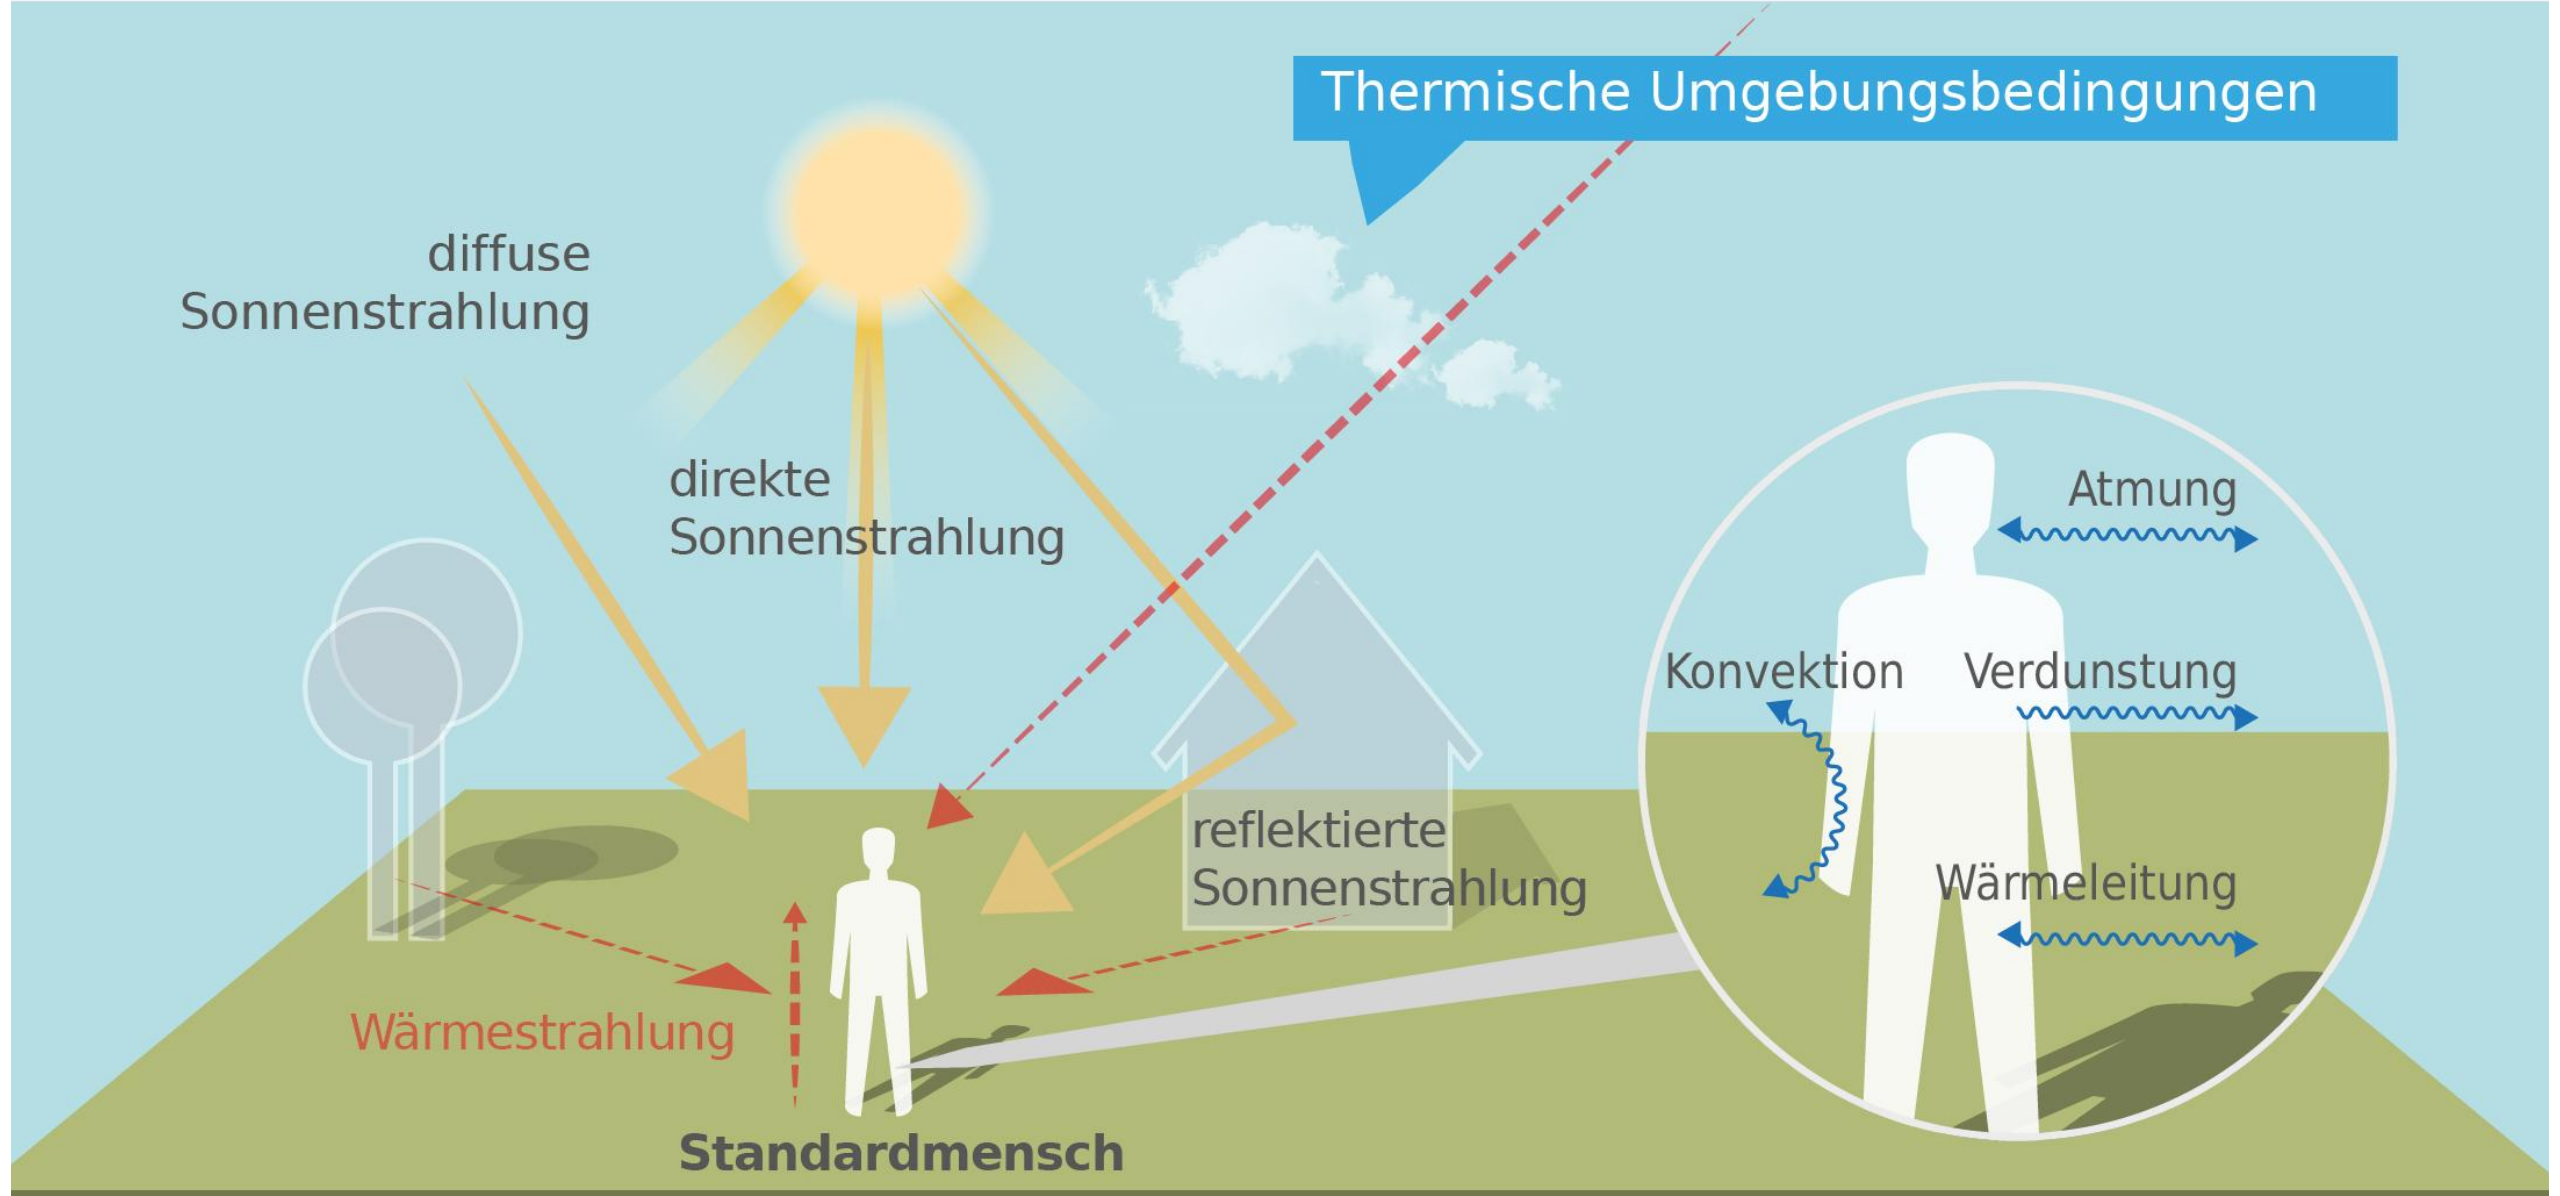 Thermische Umgebungsbedingungen
diffuse
Sonnenstrahlung
direkte
Sonnenstrahlung
Atmung
Konvektion
Verdunstung
reflektierte
Sonnenstrahlung
Wärmeleitung
Wärmestrahlung
Standardmensch